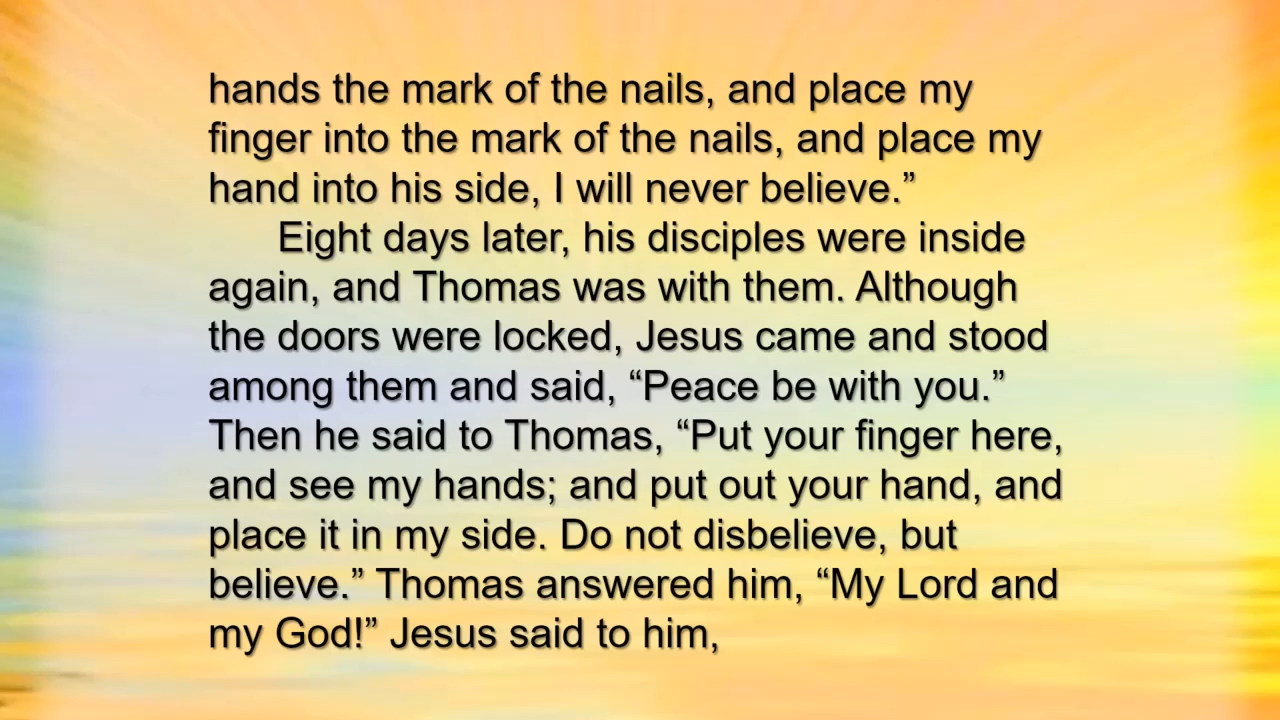 hands the mark of the nails, and place my
finger into the mark of the nails, and place my
hand into his side, I will never believe.”
Eight days later, his disciples were inside
again, and Thomas was with them. Although
the doors were locked, Jesus came and stood
among them and said, “Peace be with you.”
Then he said to Thomas, “Put your finger here,
and see my hands; and put out your hand, and
place it in my side. Do not disbelieve, but
believe.” Thomas answered him, “My Lord and
my God!” Jesus said to him,